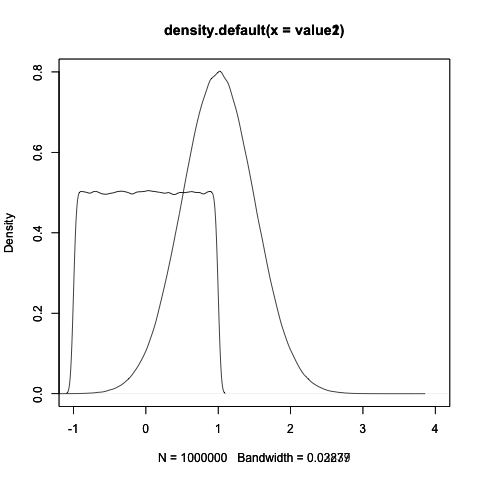 density.default(x = value2)
0.8
0.6
0.4
0.2
0.0
Density
-1 0 1 2 3 4
N = 1000000 Bandwidth =